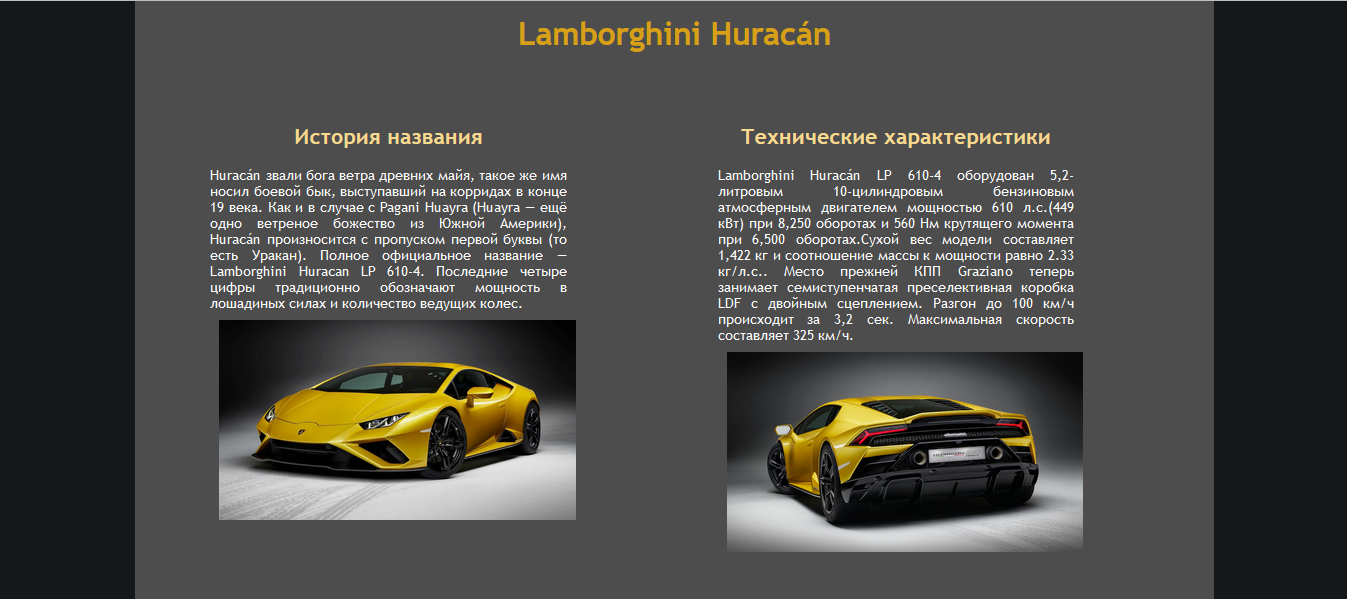 Lamborghini Huracán
История названия
Huracán звали бога ветра древних майя, такое же имя
носил боевой бык, выступавший на корридах в конце
19 века. Как и в случае с Pagani Huayra (Huayra — ещё
одно ветреное божество из Южной Америки),
Huracán произносится с пропуском первой буквы (то
есть Уракан). Полное официальное название —
Lamborghini Huracan LP 610-4. Последние четыре
цифры традиционно обозначают мощность в
лошадиных силах и количество ведущих колес.
Технические характеристики
Lamborghini Huracán LP 610-4 оборудован 5,2-
литровым 10-цилиндровым бензиновым
атмосферным двигателем мощностью 610 л.с.(449
кВт) при 8,250 оборотах и 560 Нм крутящего момента
при 6,500 оборотах.Сухой вес модели составляет
1,422 кг и соотношение массы к мощности равно 2.33
кг/л.с.. Место прежней КПП Graziano теперь
занимает семиступенчатая преселективная коробка
LDF с двойным сцеплением. Разгон до 100 км/ч
происходит за 3,2 сек. Максимальная скорость
составляет 325 км/ч.